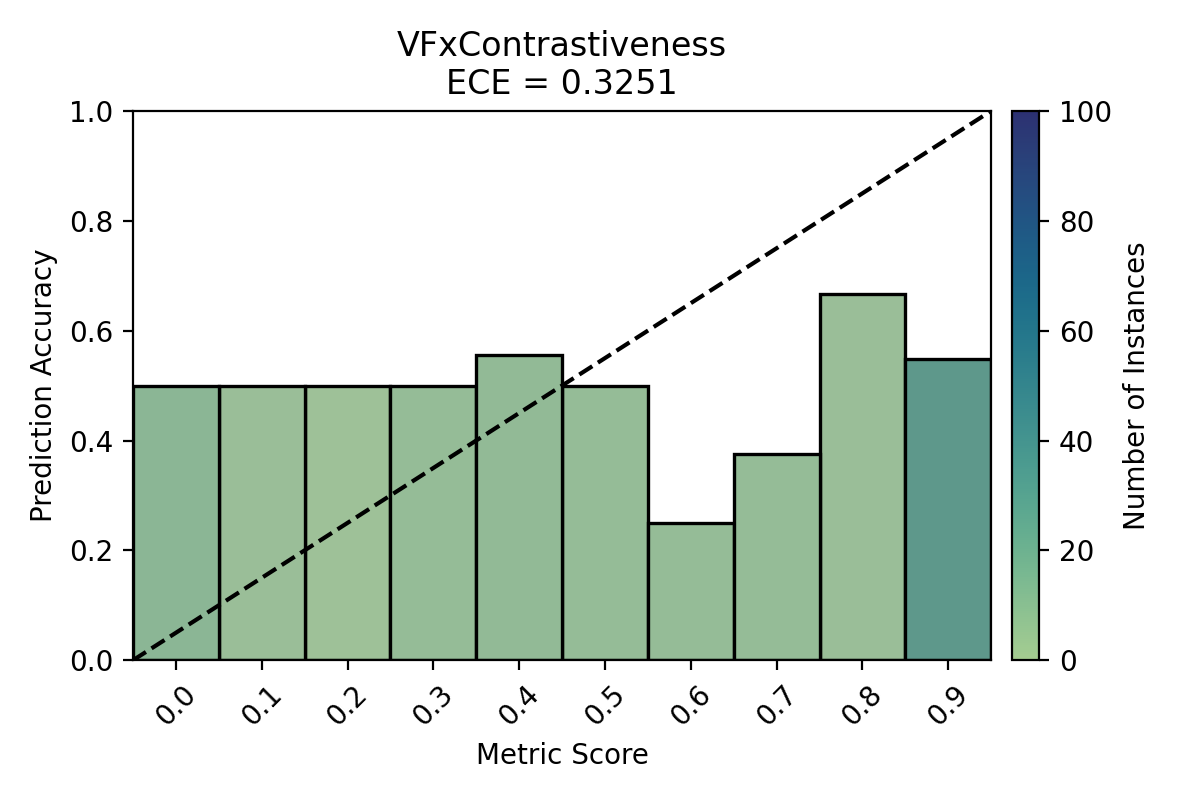 VFxContrastiveness
ECE = 0.3251
1.0
0.8
0.6
0.4
0.2
0.0
Prediction Accuracy
0.0 0.1 0.2 0.3 0.4 0.5 0.6 0.7 0.8 0.9
Metric Score
100
80
60
40
20
0
Number of Instances